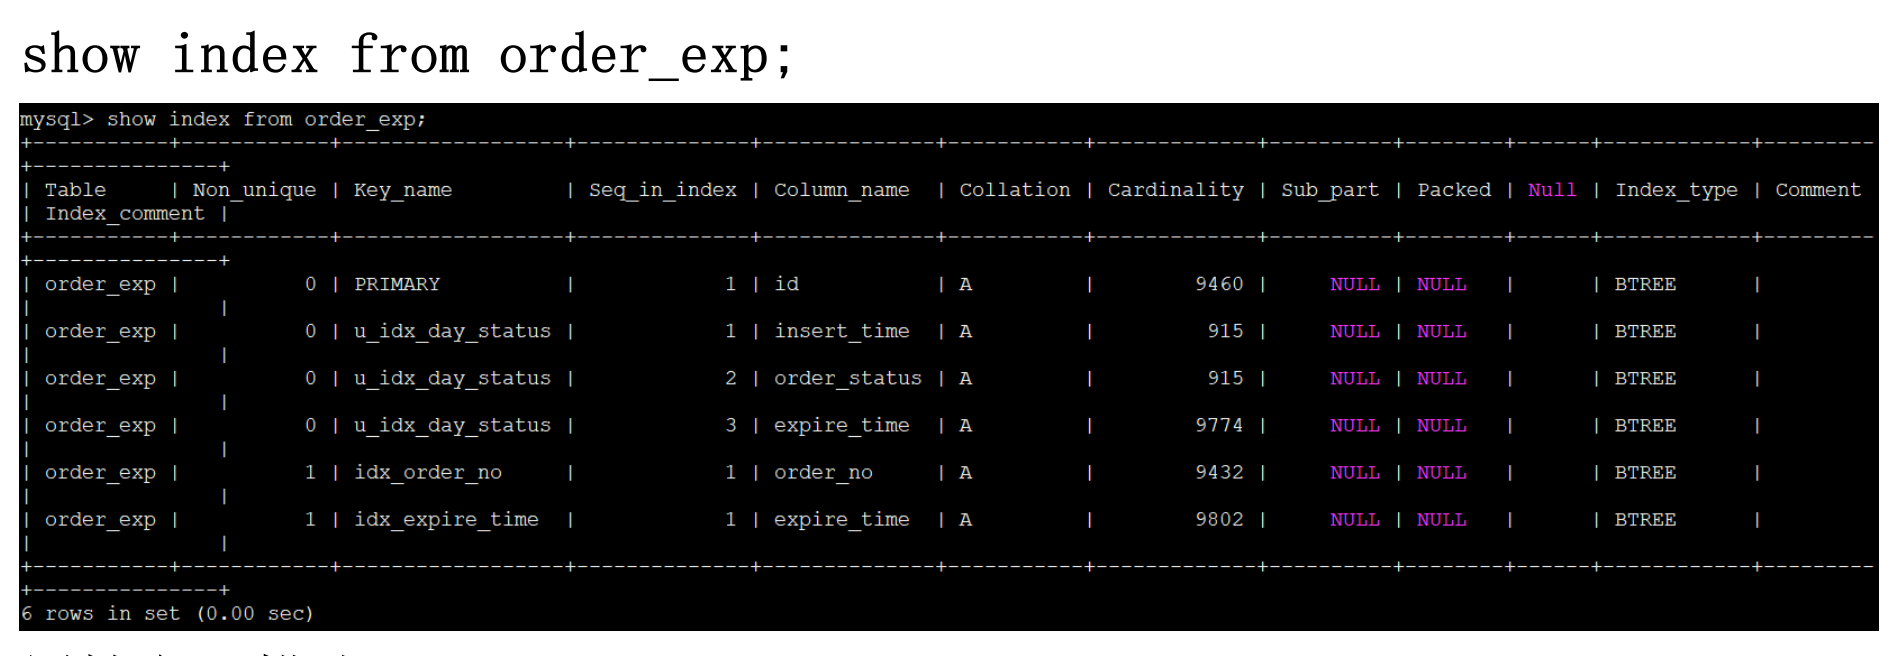 show index from order_exp;
mysql> show index from order_exp;
+-----------+------------+------------------+--------------+--------------+-----------+-------------+----------+--------+------+------------+---------
+---------------+
| Table     | Non_unique | Key_name         | Seq_in_index | Column_name  | Collation | Cardinality | Sub_part | Packed | Null | Index_type | Comment
| Index_comment |
+-----------+------------+------------------+--------------+--------------+-----------+-------------+----------+--------+------+------------+---------
+---------------+
| order_exp |          0 | PRIMARY          |            1 | id           | A         |        9460 |     NULL | NULL   |      | BTREE      |
|               |
| order_exp |          0 | u_idx_day_status |            1 | insert_time  | A         |         915 |     NULL | NULL   |      | BTREE      |
|               |
| order_exp |          0 | u_idx_day_status |            2 | order_status | A         |         915 |     NULL | NULL   |      | BTREE      |
|               |
| order_exp |          0 | u_idx_day_status |            3 | expire_time  | A         |        9774 |     NULL | NULL   |      | BTREE      |
|               |
| order_exp |          1 | idx_order_no     |            1 | order_no     | A         |        9432 |     NULL | NULL   |      | BTREE      |
|               |
| order_exp |          1 | idx_expire_time  |            1 | expire_time  | A         |        9802 |     NULL | NULL   |      | BTREE      |
|               |
+-----------+------------+------------------+--------------+--------------+-----------+-------------+----------+--------+------+------------+---------
+---------------+
6 rows in set (0.00 sec)